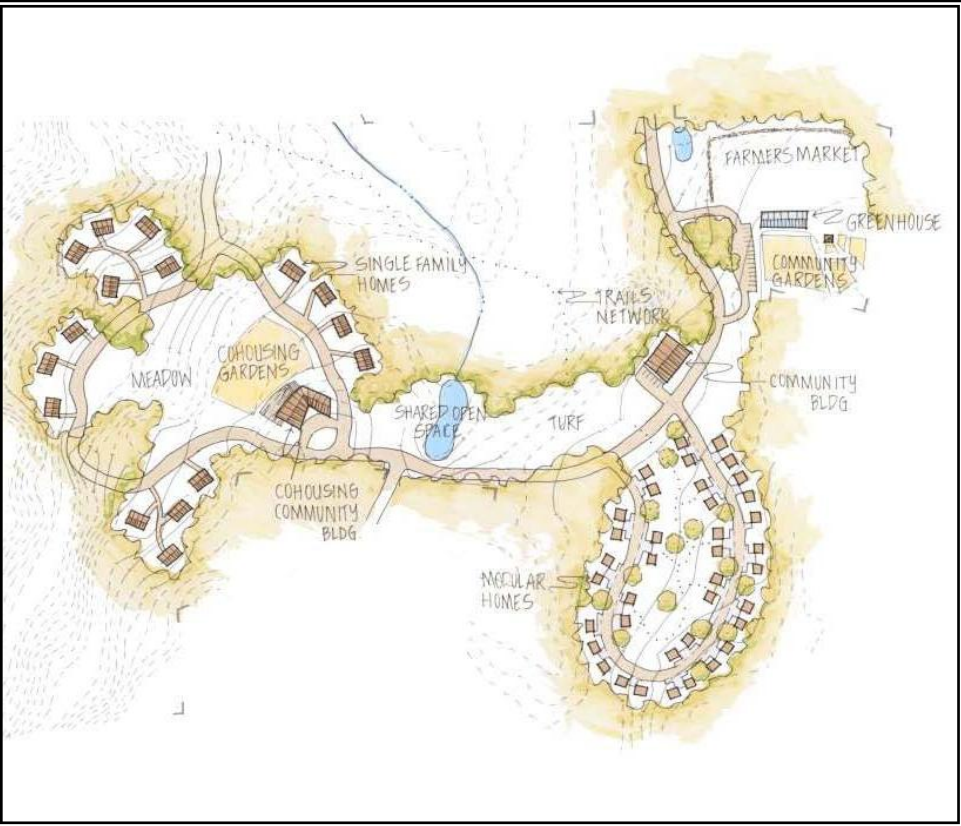 FARMERS MARKET
GREENHOUSE
COMMUNITY
GARDENS
SINGLE FAMILY
HOMES
TRAILS
NETWORK
COHOUSING
GARDENS
MEADOW
COMMUNITY
BLDG.
SHARED OPEN
SPACE
TURF
COHOUSING
COMMUNITY
BLDG.
MODULAR
HOMES